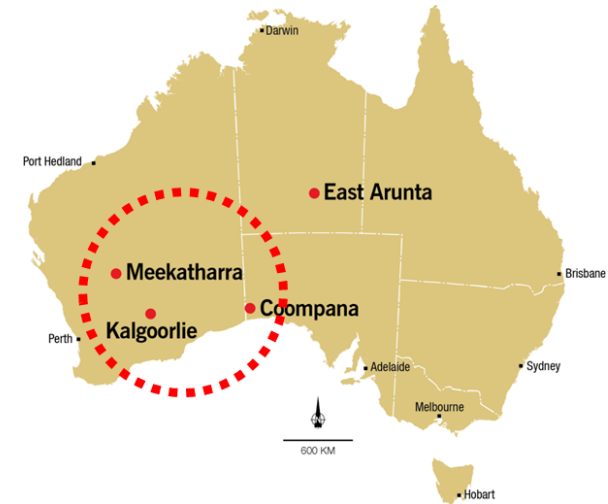 Darwin
Port Hedland
East Arunta
Meekatharra
Brisbane
Coompana
Kalgoorlie
Perth
Adelaide
Sydney
Melbourne
N
600 KM
Hobart